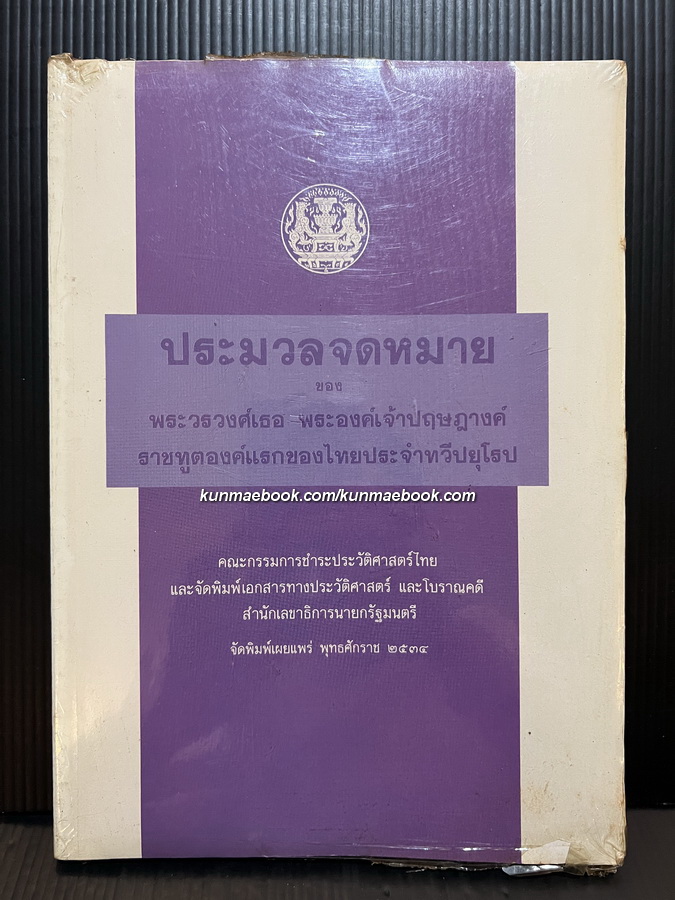 ประมวลจดหมาย
ของ
พระวรวงศ์เธอ พระองค์เจ้าปฤษฎางค์
ราชทูตองค์แรกของไทยประจำทวีปยุโรป
kunmaebook.com/kunmaebook.com
คณะกรรมการชำระประวัติศาสตร์ไทย
และจัดพิมพ์เอกสารทางประวัติศาสตร์ และโบราณคดี
สำนักเลขาธิการนายกรัฐมนตรี
จัดพิมพ์เผยแพร่ พุทธศักราช ๒๕๓๔